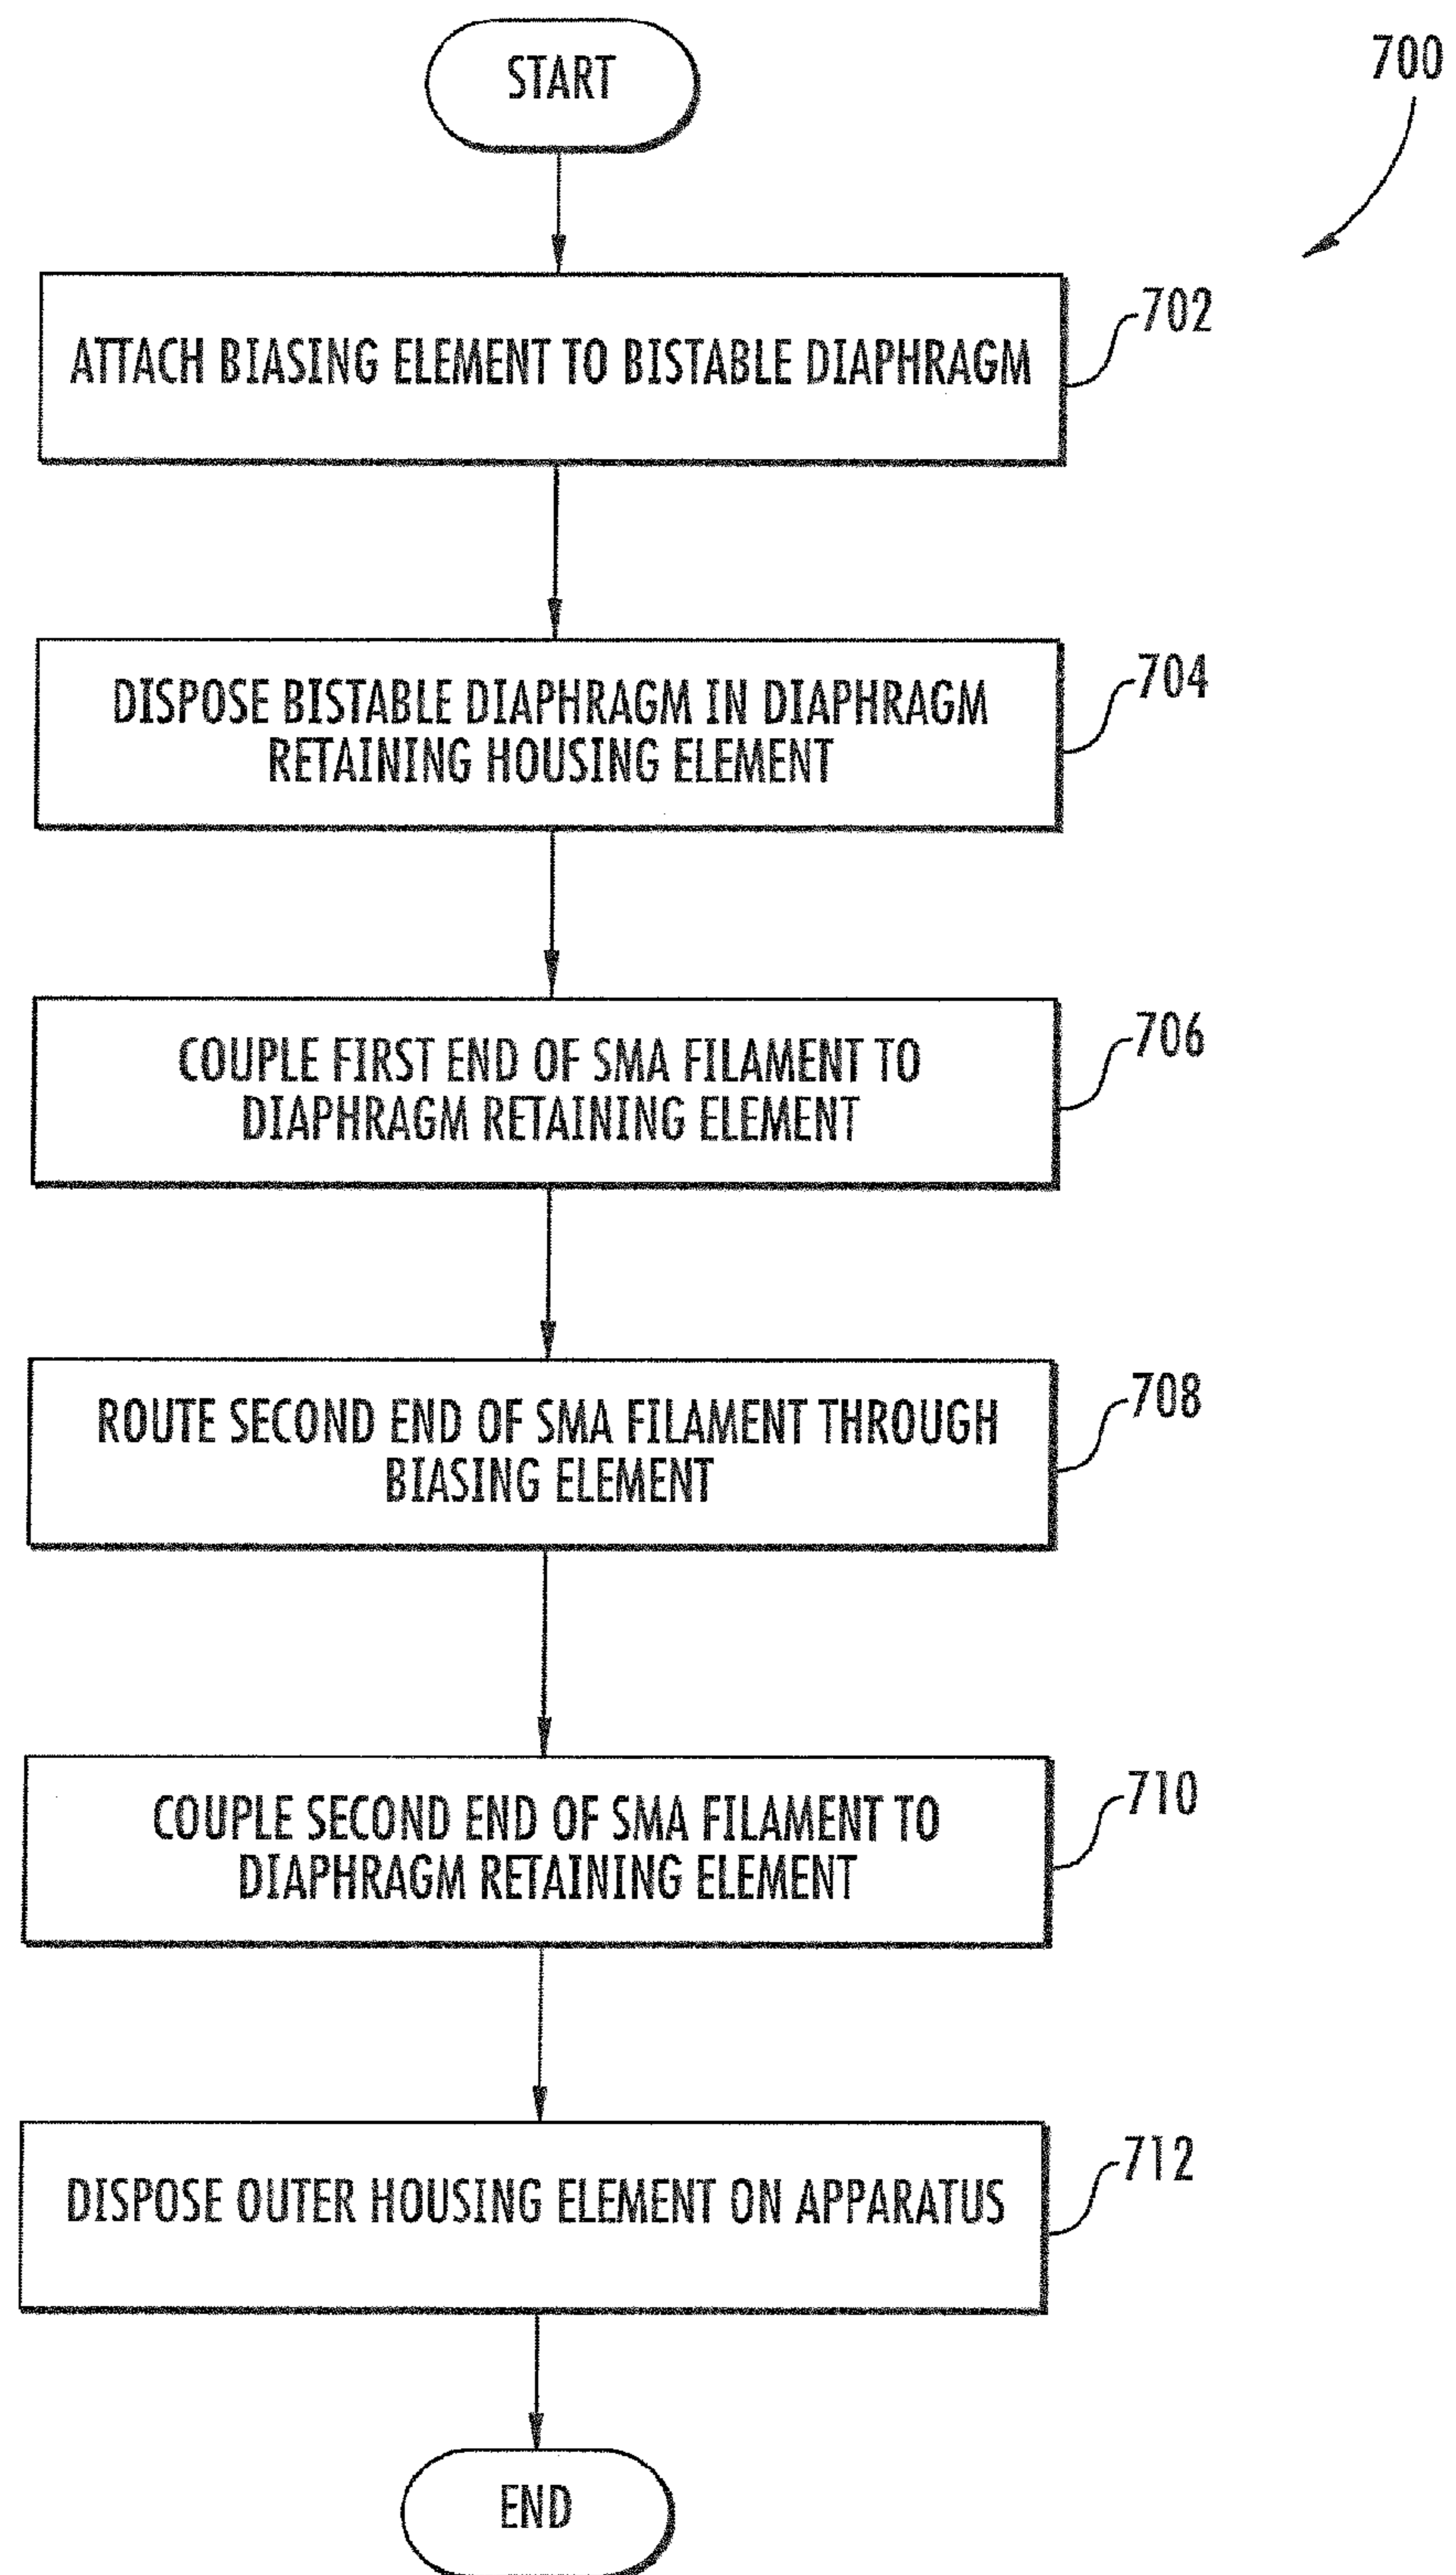 START
700
ATTACH BIASING ELEMENT TO BISTABLE DIAPHRAGM
702
DISPOSE BISTABLE DIAPHRAGM IN DIAPHRAGM
RETAINING HOUSING ELEMENT
704
COUPLE FIRST END OF SMA FILAMENT TO
DIAPHRAGM RETAINING ELEMENT
706
ROUTE SECOND END OF SMA FILAMENT THROUGH
BIASING ELEMENT
708
COUPLE SECOND END OF SMA FILAMENT TO
DIAPHRAGM RETAINING ELEMENT
710
DISPOSE OUTER HOUSING ELEMENT ON APPARATUS
712
END